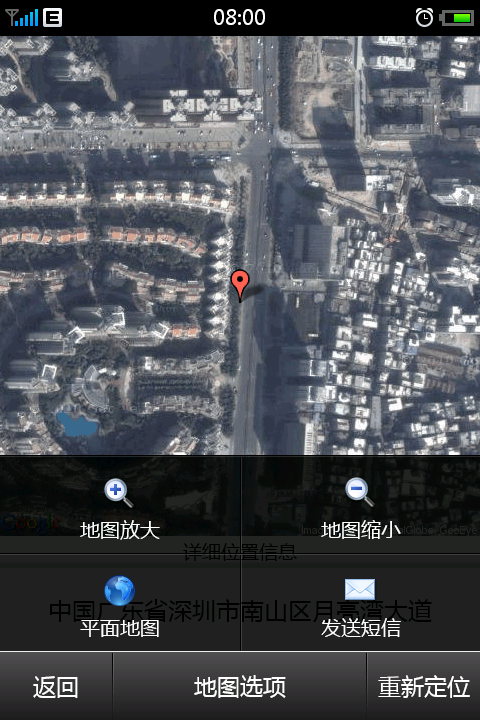 08:00
地图放大
地图缩小
Google
GeoEye
详细位置信息
中国广东省深圳市南山区月亮湾大道
平面地图
发送短信
返回
地图选项
重新定位